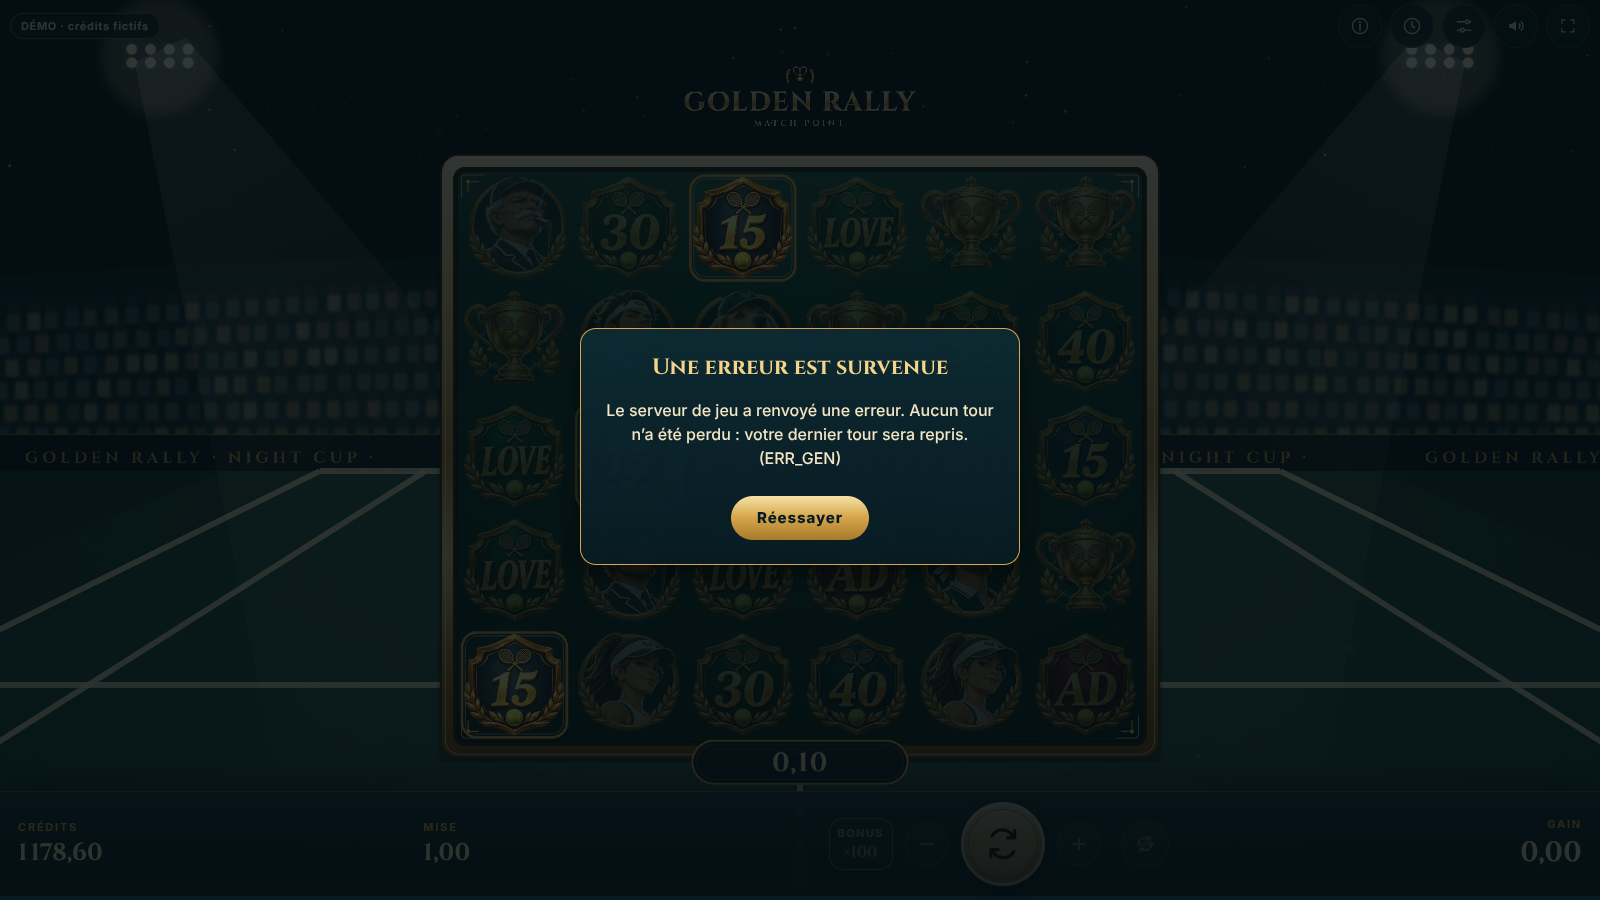 DÉMO · crédits fictifs
GOLDEN RALLY
MATCH POINT
30 15 LOVE
40
LOVE 15
LOVE LOVE AD
15 30 40 AD
GOLDEN RALLY · NIGHT CUP ·
NIGHT CUP ·
GOLDEN RALLY
Une erreur est survenue
Le serveur de jeu a renvoyé une erreur. Aucun tour
n’a été perdu : votre dernier tour sera repris.
(ERR_GEN)
Réessayer
0,10
CRÉDITS
1 178,60
MISE
1,00
BONUS
×100
GAIN
0,00